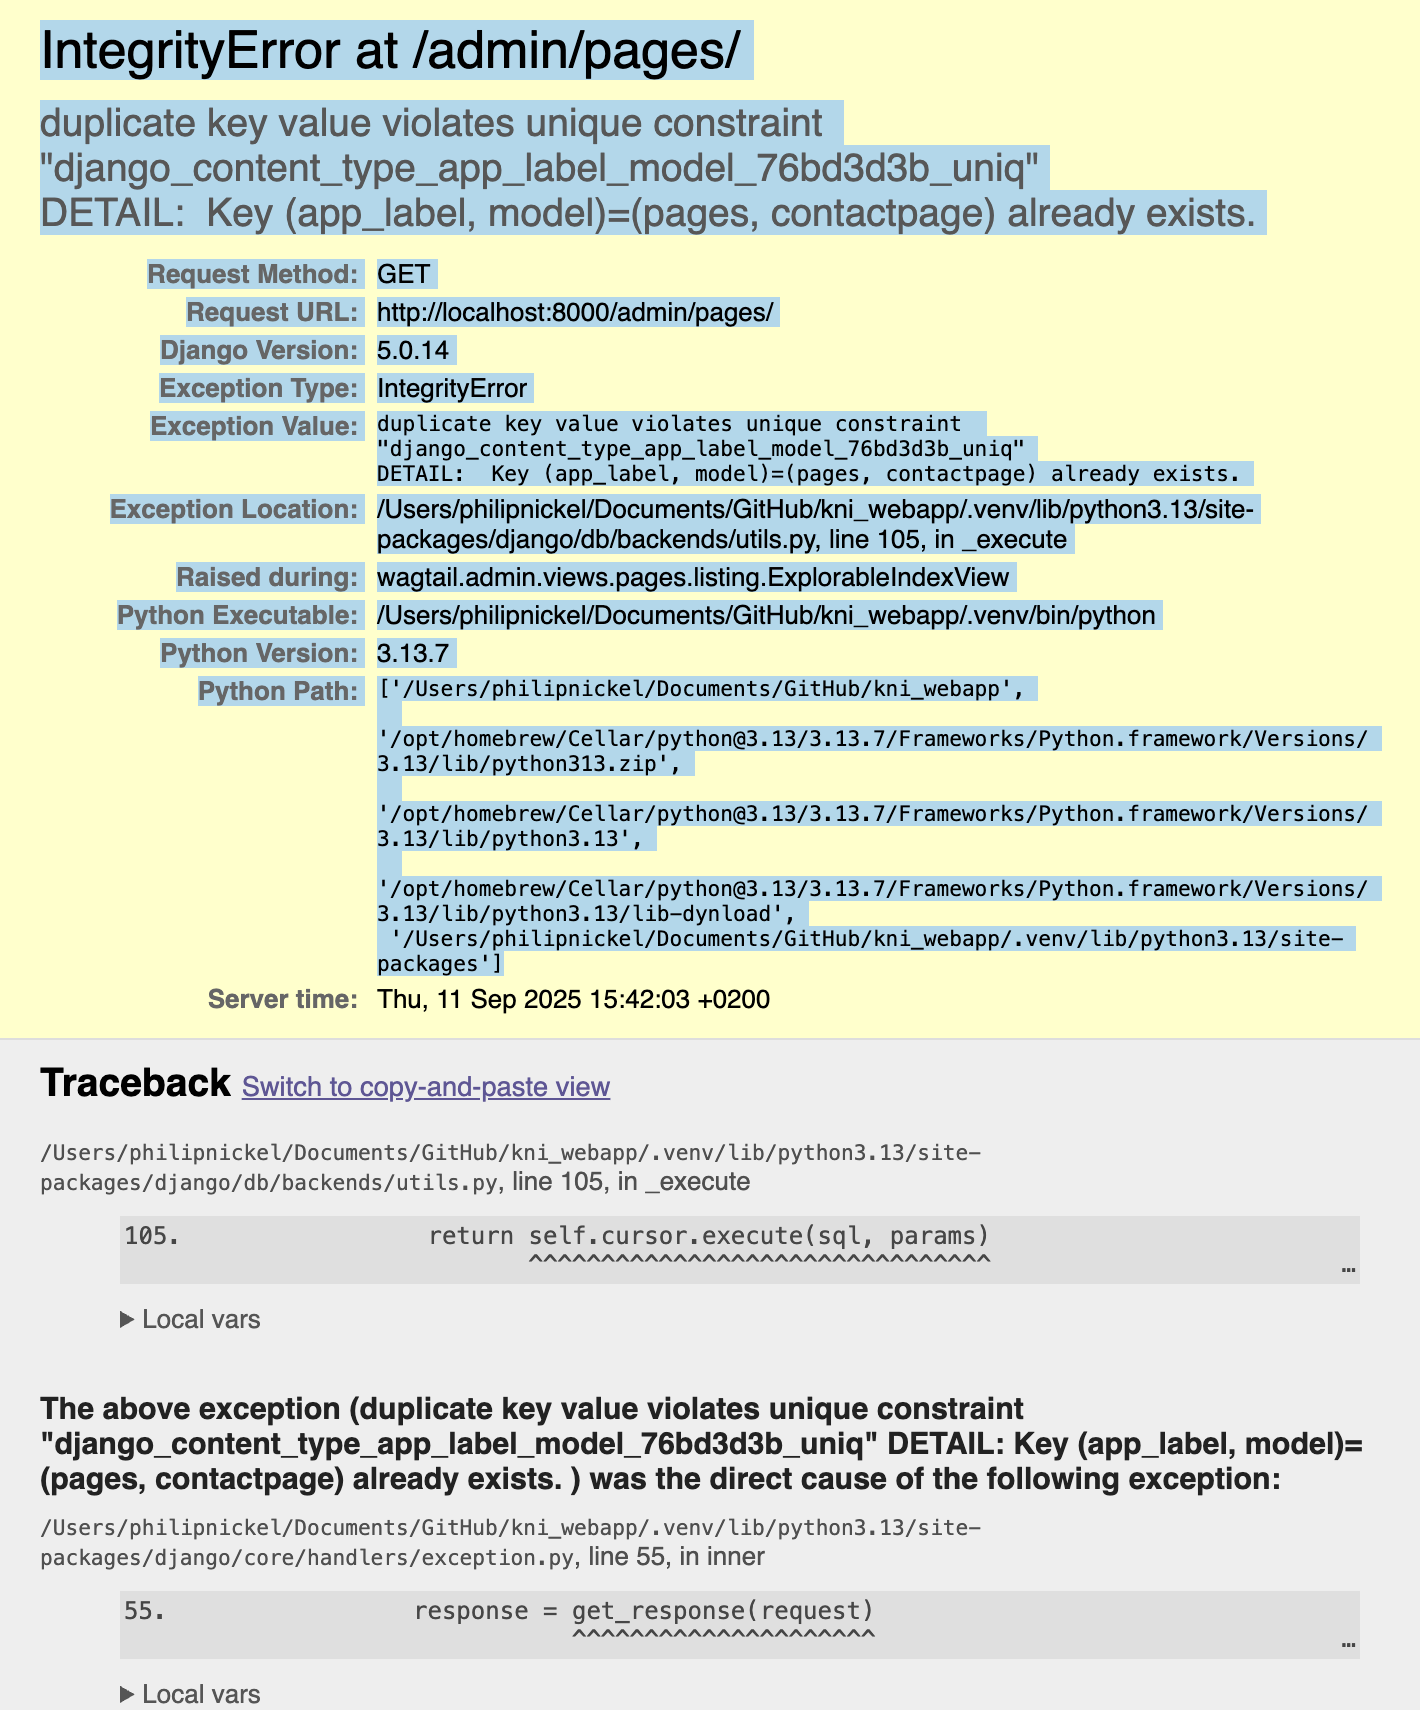 IntegrityError at /admin/pages/
duplicate key value violates unique constraint
"django_content_type_app_label_model_76bd3d3b_uniq"
DETAIL:  Key (app_label, model)=(pages, contactpage) already exists.
Request Method: GET
Request URL: http://localhost:8000/admin/pages/
Django Version: 5.0.14
Exception Type: IntegrityError
Exception Value: duplicate key value violates unique constraint
"django_content_type_app_label_model_76bd3d3b_uniq"
DETAIL:  Key (app_label, model)=(pages, contactpage) already exists.
Exception Location: /Users/philipnickel/Documents/GitHub/kni_webapp/.venv/lib/python3.13/site-
packages/django/db/backends/utils.py, line 105, in _execute
Raised during: wagtail.admin.views.pages.listing.ExplorableIndexView
Python Executable: /Users/philipnickel/Documents/GitHub/kni_webapp/.venv/bin/python
Python Version: 3.13.7
Python Path: ['/Users/philipnickel/Documents/GitHub/kni_webapp',
'/opt/homebrew/Cellar/python@3.13/3.13.7/Frameworks/Python.framework/Versions/
3.13/lib/python313.zip',
'/opt/homebrew/Cellar/python@3.13/3.13.7/Frameworks/Python.framework/Versions/
3.13/lib/python3.13',
'/opt/homebrew/Cellar/python@3.13/3.13.7/Frameworks/Python.framework/Versions/
3.13/lib/python3.13/lib-dynload',
'/Users/philipnickel/Documents/GitHub/kni_webapp/.venv/lib/python3.13/site-
packages']
Server time: Thu, 11 Sep 2025 15:42:03 +0200
Traceback Switch to copy-and-paste view
/Users/philipnickel/Documents/GitHub/kni_webapp/.venv/lib/python3.13/site-
packages/django/db/backends/utils.py, line 105, in _execute
105. return self.cursor.execute(sql, params)
^^^^^^^^^^^^^^^^^^^^^^^^^^^^^^^^
…
▶ Local vars
The above exception (duplicate key value violates unique constraint
"django_content_type_app_label_model_76bd3d3b_uniq" DETAIL: Key (app_label, model)=
(pages, contactpage) already exists. ) was the direct cause of the following exception:
/Users/philipnickel/Documents/GitHub/kni_webapp/.venv/lib/python3.13/site-
packages/django/core/handlers/exception.py, line 55, in inner
55. response = get_response(request)
^^^^^^^^^^^^^^^^^^^^^
…
▶ Local vars